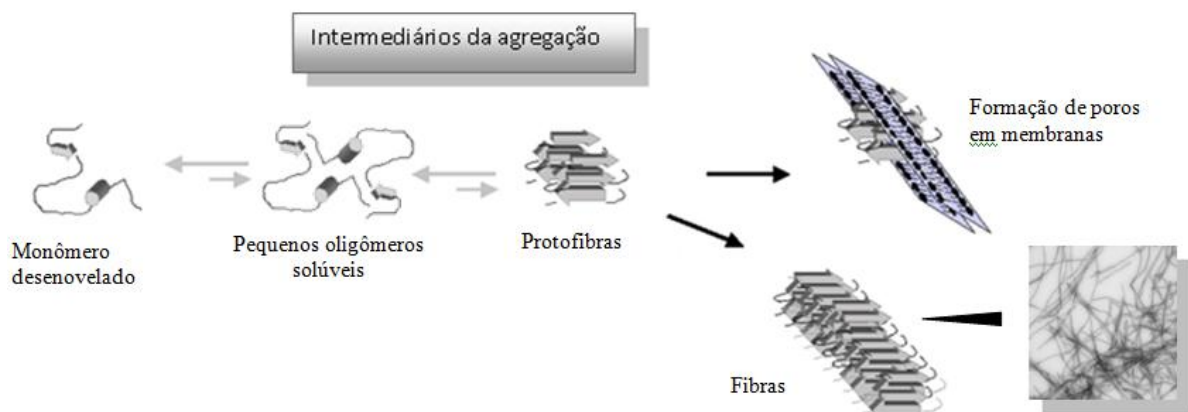 Intermediários da agregação
Formação de poros
em membranas
Monômero
desenovelado
Pequenos oligômeros
solúveis
Protofibras
Fibras